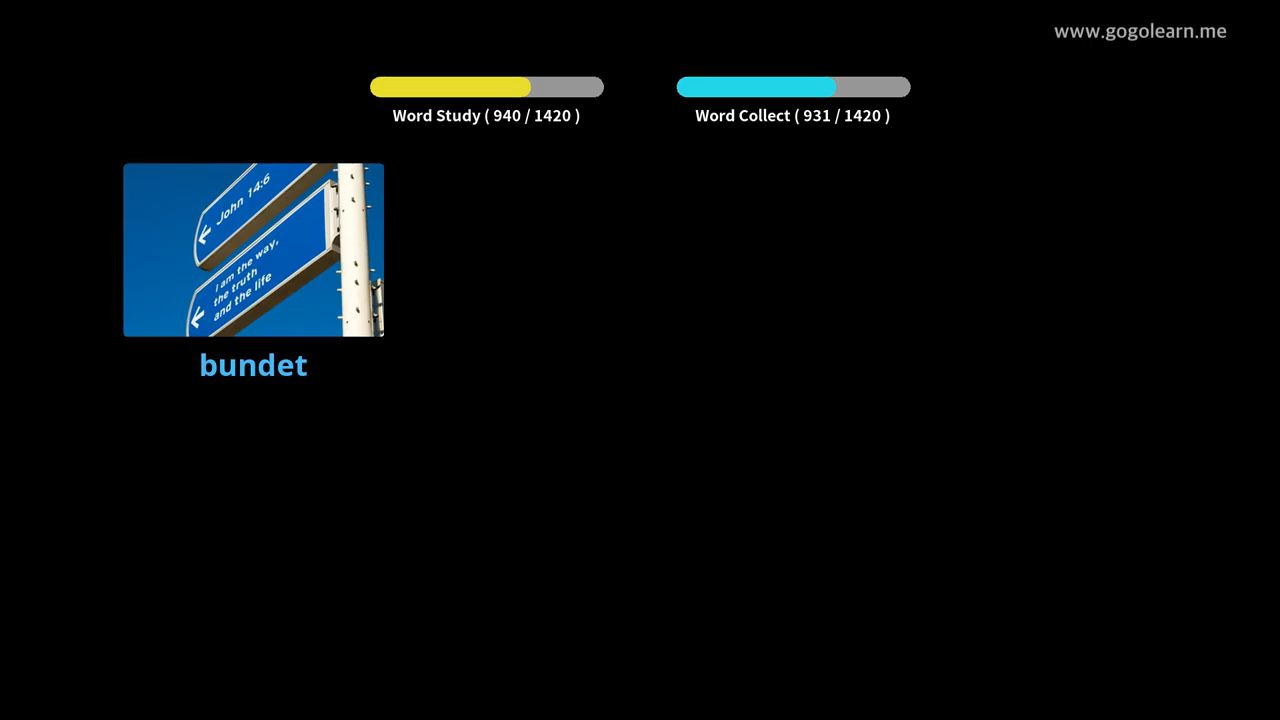 www.gogolearn.me
Word Study ( 940 / 1420 )
Word Collect ( 931 / 1420 )
John 14:6
I am the way,
the truth
and the life
bundet